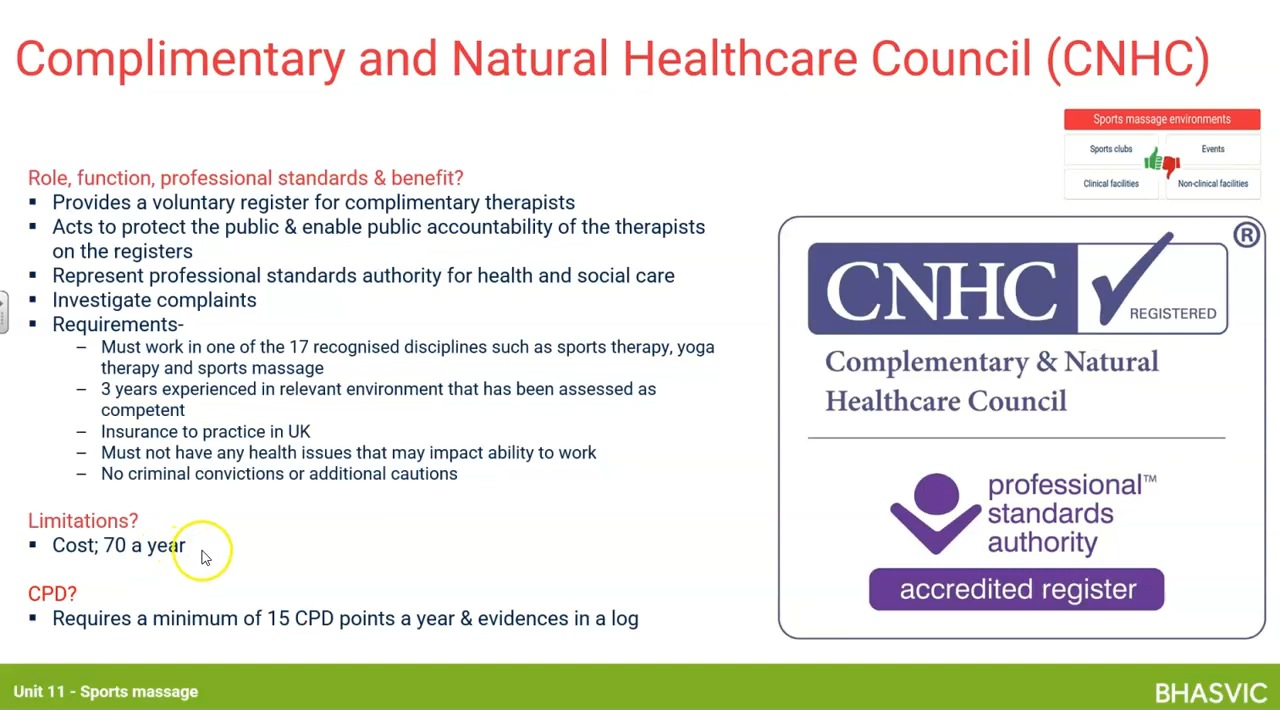 Complimentary and Natural Healthcare Council (CNHC)
Sports massage environments
Sports clubs
Events
Clinical facilities
Non-clinical facilities
Role, function, professional standards & benefit?
▪ Provides a voluntary register for complimentary therapists
▪ Acts to protect the public & enable public accountability of the therapists
on the registers
▪ Represent professional standards authority for health and social care
▪ Investigate complaints
▪ Requirements-
– Must work in one of the 17 recognised disciplines such as sports therapy, yoga
therapy and sports massage
– 3 years experienced in relevant environment that has been assessed as
competent
– Insurance to practice in UK
– Must not have any health issues that may impact ability to work
– No criminal convictions or additional cautions
Limitations?
▪ Cost; 70 a year
CPD?
▪ Requires a minimum of 15 CPD points a year & evidences in a log
®
CNHC
REGISTERED
Complementary & Natural
Healthcare Council
professional™
standards
authority
accredited register
Unit 11 - Sports massage
BHASVIC